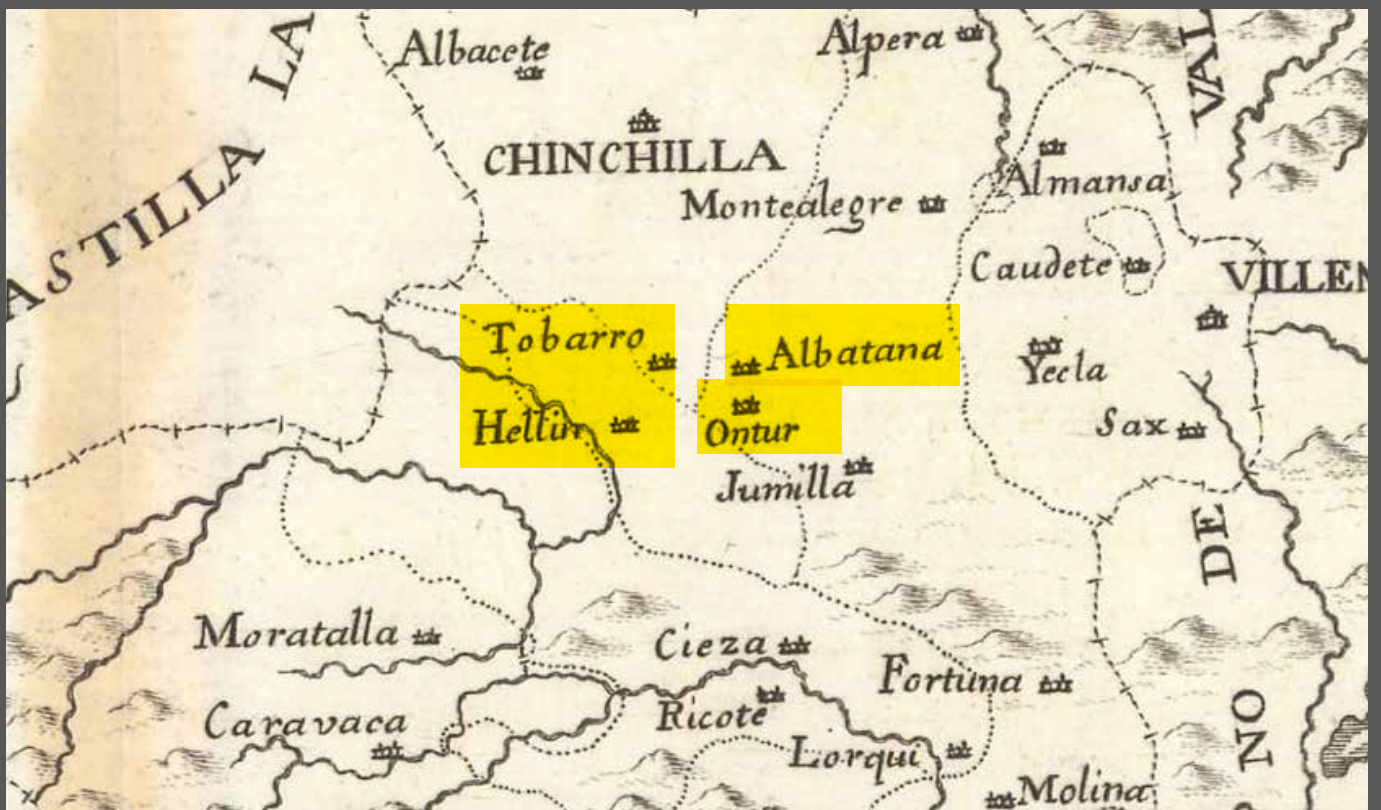 Albacete
Alpera
LA
VAL
CHINCHILLA
Almansa
ASTILLA
Montealegre
Caudete
VILLEN
Tobarro
Albatana
Yecla
Hellin
Ontur
Sax
Jumilla
DE
Moratalla
Cieza
Fortuna
Caravaca
Ricote
NO
Lorqui
Molina